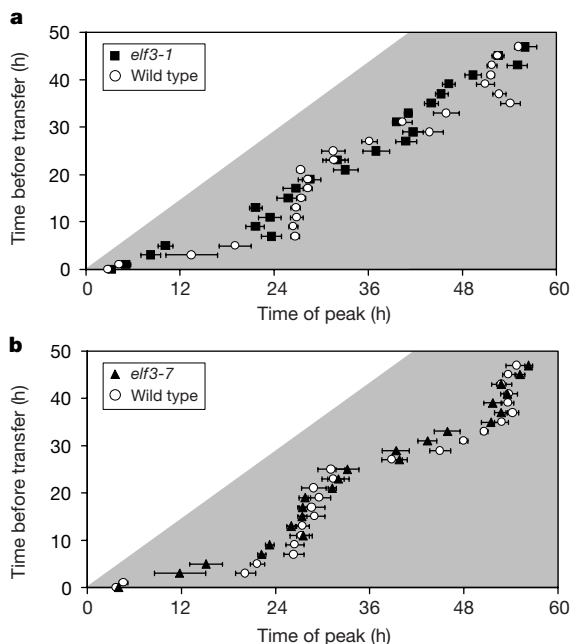 a
elf3-1
Wild type
Time before transfer (h)
50
40
30
20
10
0
0 12 24 36 48 60
Time of peak (h)
b
elf3-7
Wild type
Time before transfer (h)
50
40
30
20
10
0
0 12 24 36 48 60
Time of peak (h)